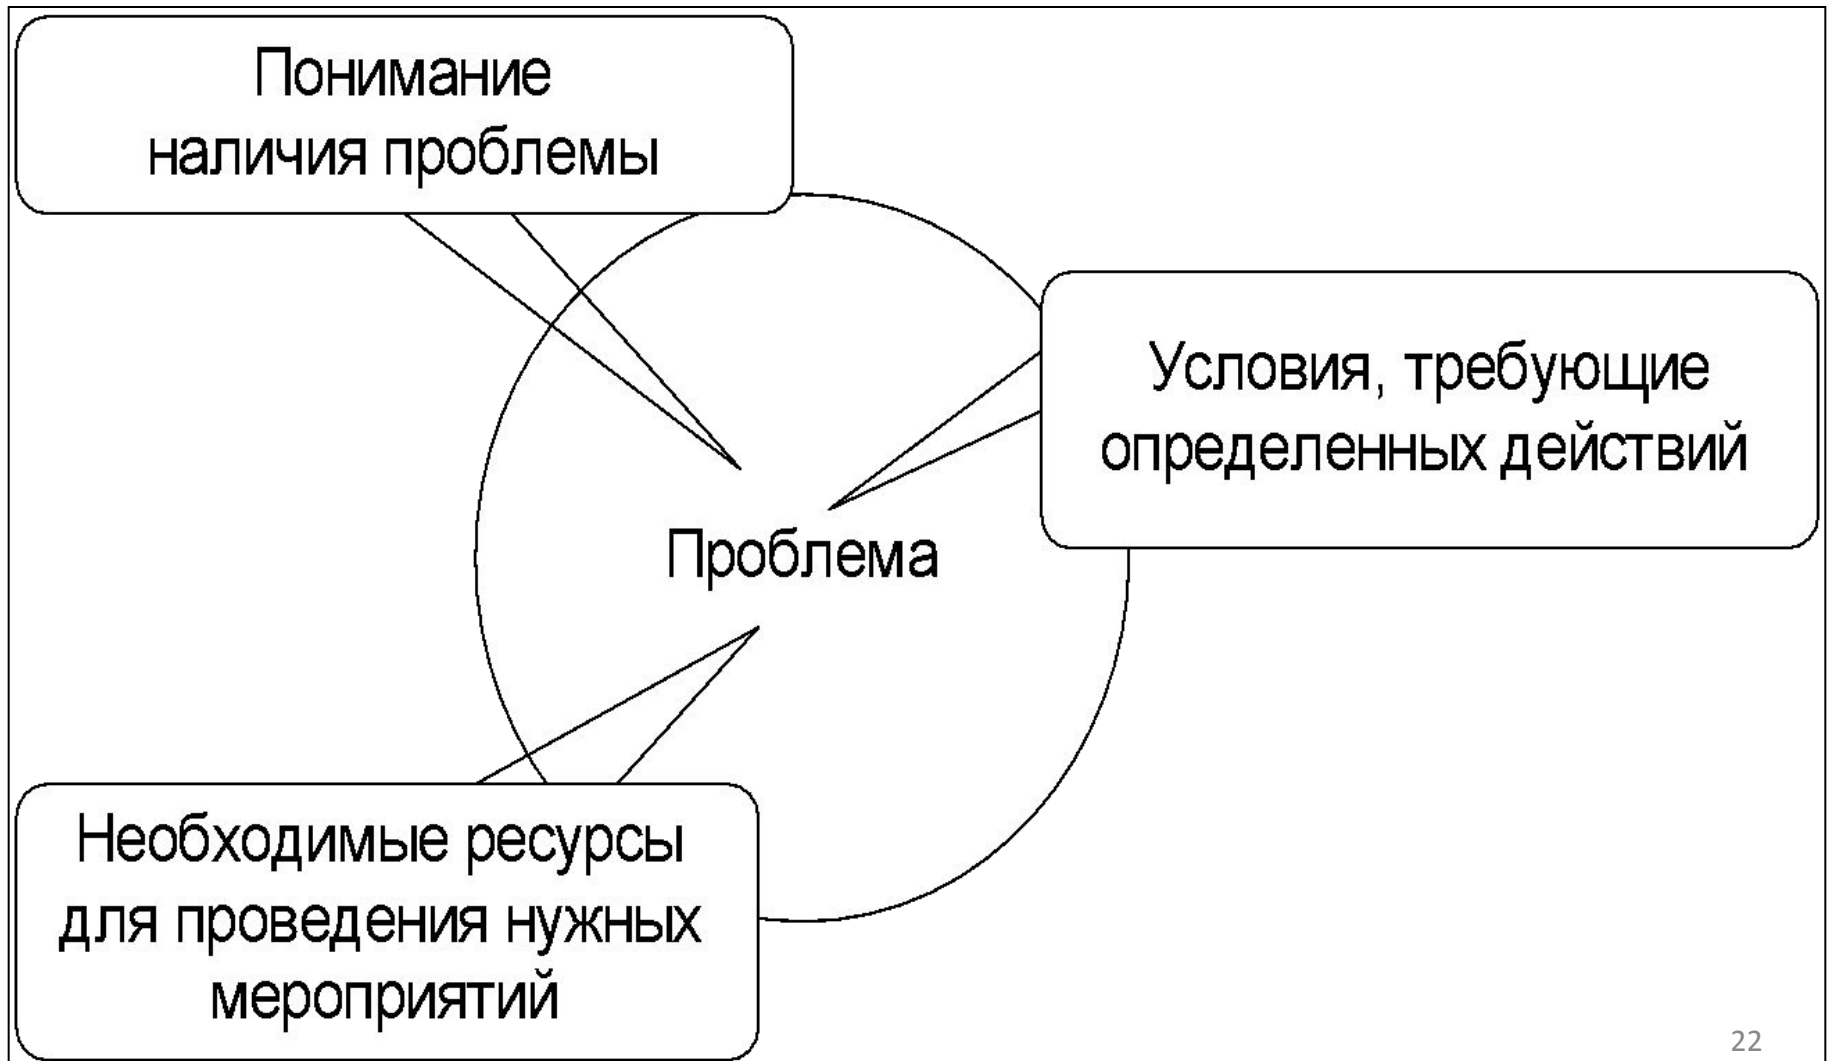 Понимание
наличия проблемы
Условия, требующие
определенных действий
Проблема
Необходимые ресурсы
для проведения нужных
мероприятий
22